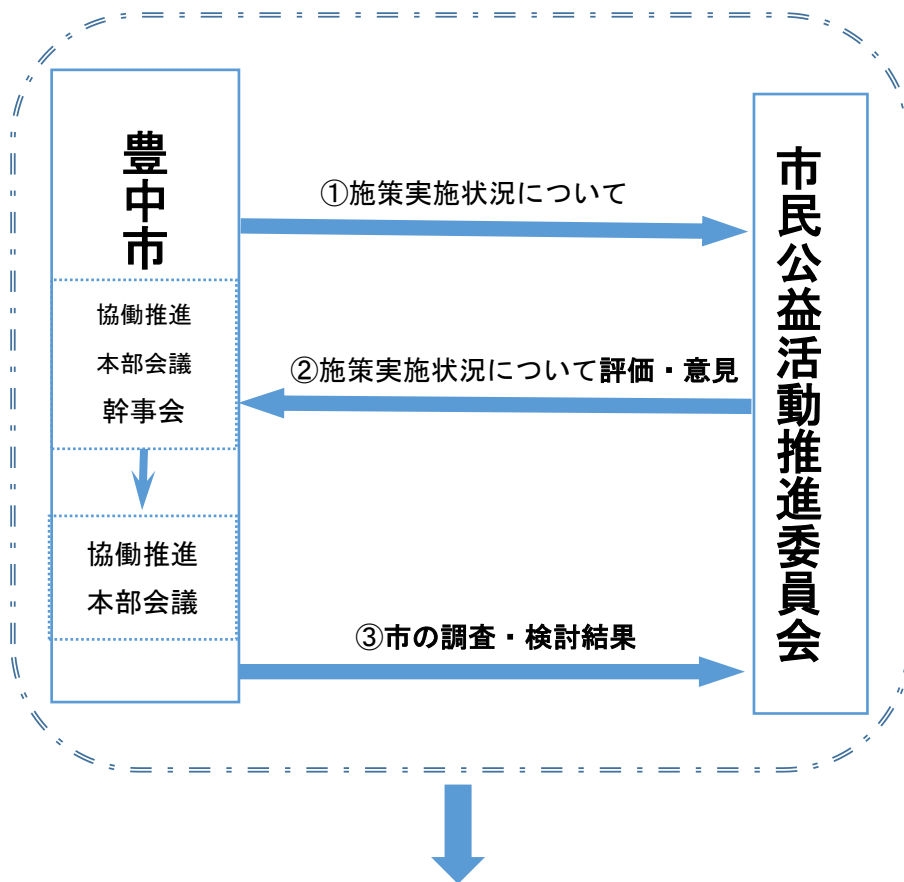 豊中市
①施策実施状況について
協働推進
本部会議
幹事会
②施策実施状況について評価・意見
協働推進
本部会議
③市の調査・検討結果
市民公益活動推進委員会